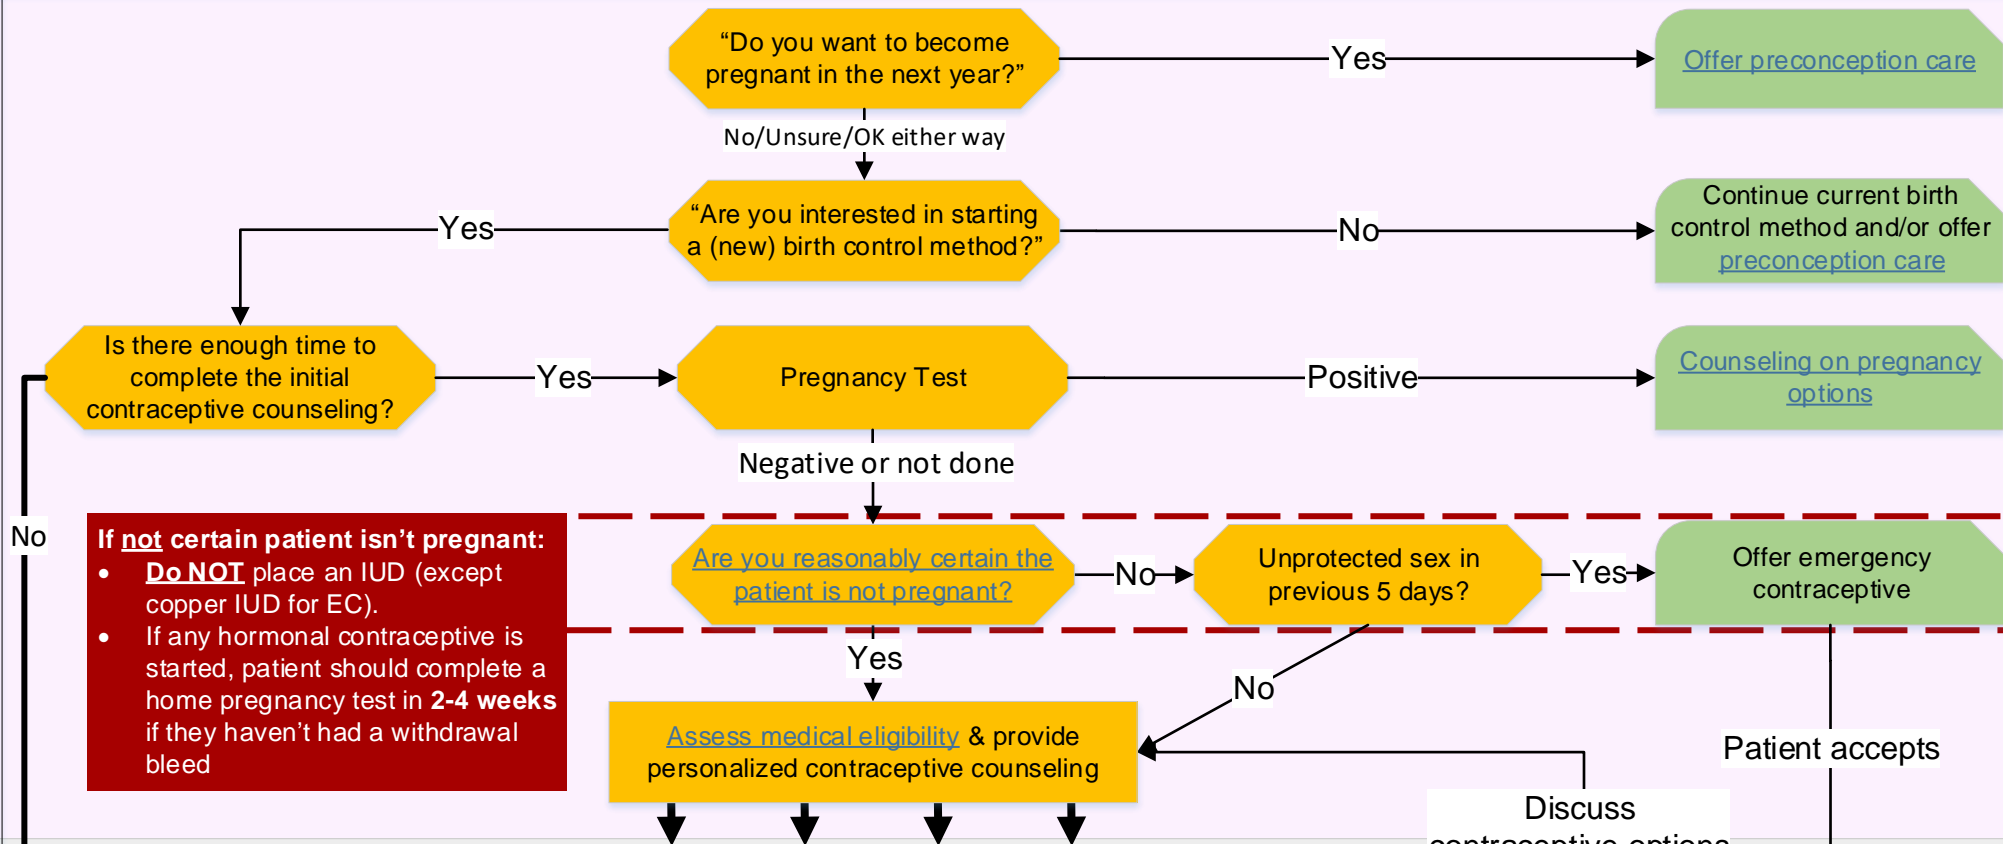 “Do you want to become
pregnant in the next year?”
Yes
Offer preconception care
No/Unsure/OK either way
“Are you interested in starting
a (new) birth control method?”
Yes
No
Continue current birth
control method and/or offer
preconception care
Is there enough time to
complete the initial
contraceptive counseling?
Yes
Pregnancy Test
Positive
Counseling on pregnancy
options
Negative or not done
No
If not certain patient isn’t pregnant:
• Do NOT place an IUD (except
copper IUD for EC).
• If any hormonal contraceptive is
started, patient should complete a
home pregnancy test in 2-4 weeks
if they haven’t had a withdrawal
bleed
Are you reasonably certain the
patient is not pregnant?
No
Unprotected sex in
previous 5 days?
Yes
Offer emergency
contraceptive
Yes
No
Assess medical eligibility & provide
personalized contraceptive counseling
Patient accepts
Discuss
contraceptive options